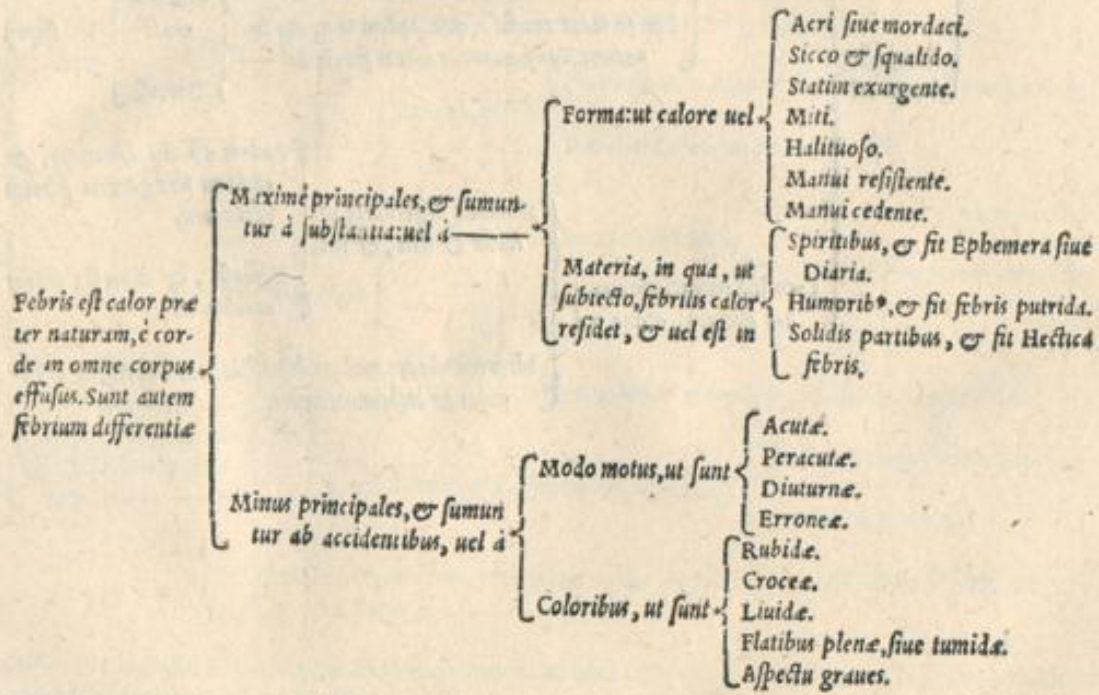 Febris est calor præ
ter naturam, è cor-
de in omne corpus
effusus. Sunt autem
febrium differentiæ
Maximè principales, & sumun-
tur á substantia: uel á
Forma: ut calore uel
Acri siue mordaci.
Sicco & squalido.
Statim exurgente.
Miti.
Halituoso.
Manui resistente.
Manui cedente.
Materia, in qua, ut
subiecto, febrilis calor
residet, & uel est in
Spiritibus, & fit Ephemera siue
Diaria.
Humorib9, & fit febris putrida.
Solidis partibus, & fit Hectica
febris.
Minus principales, & sumun
tur ab accidentibus, uel á
Modo motus, ut sunt
Acutæ.
Peracutæ.
Diuturnæ.
Erroneæ.
Coloribus, ut sunt
Rubidæ.
Croceæ.
Liuidæ.
Flatibus plenæ, siue tumidæ.
Aspectu graues.